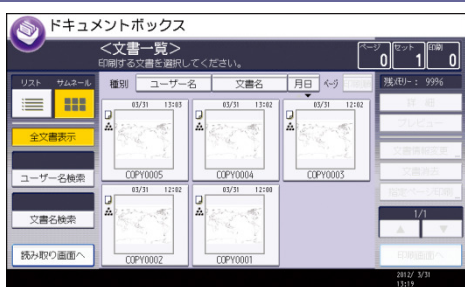 ドキュメントボックス
<文書一覧>
印刷する文書を選択してください。
ページ セット 印刷
0 1 0
リスト サムネール
種別 ユーザー名 文書名 月日 ページ
残メモリー: 99%
全文書表示
ユーザー名検索
文書名検索
読み取り画面へ
03/31 13:03
COPY0005
03/31 13:02
COPY0004
03/31 12:02
COPY0003
03/31 12:02
COPY0002
03/31 12:00
COPY0001
詳細
プレビュー
文書情報変更
文書消去
指定ページ印刷
1/1
▲ ▼
印刷画面へ
2012/ 3/31
13:19